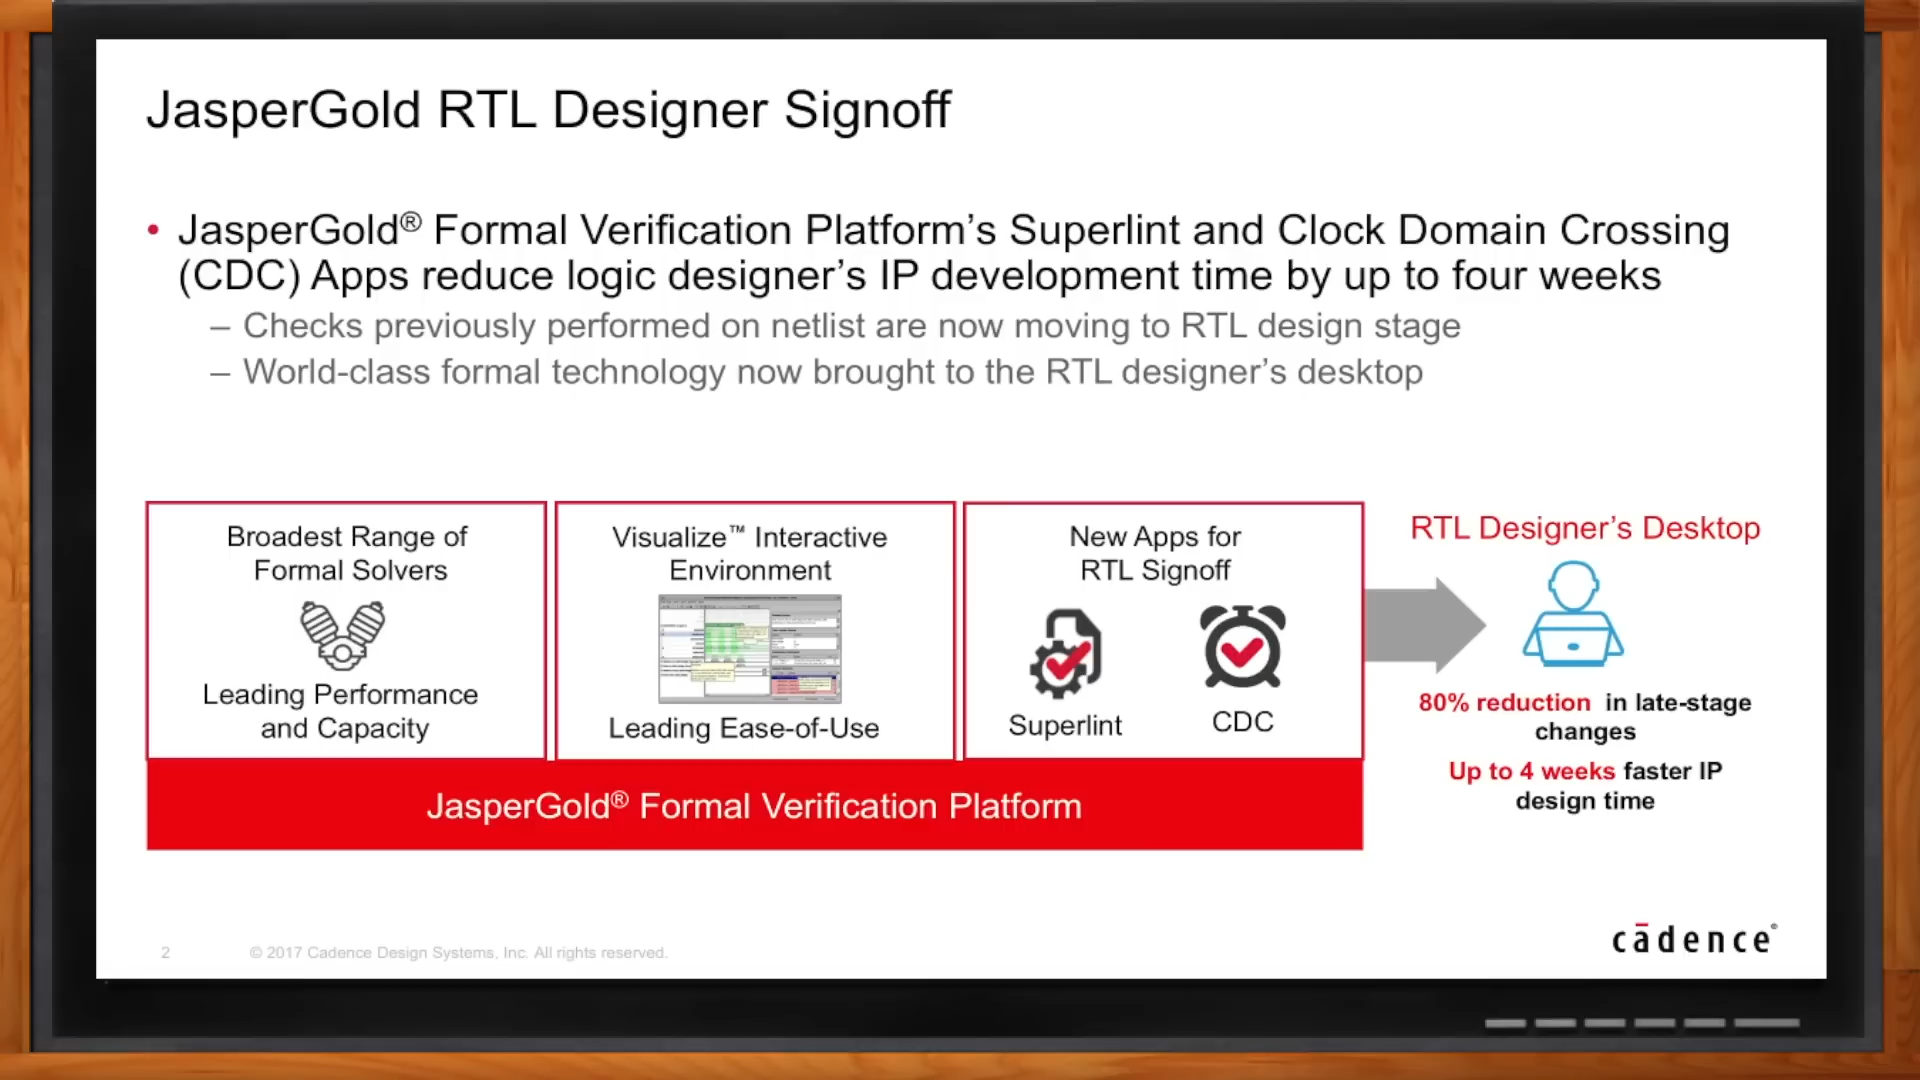 JasperGold RTL Designer Signoff
• JasperGold® Formal Verification Platform’s Superlint and Clock Domain Crossing
(CDC) Apps reduce logic designer’s IP development time by up to four weeks
– Checks previously performed on netlist are now moving to RTL design stage
– World-class formal technology now brought to the RTL designer’s desktop
Broadest Range of
Formal Solvers
Leading Performance
and Capacity
Visualize™ Interactive
Environment
Leading Ease-of-Use
New Apps for
RTL Signoff
Superlint
CDC
JasperGold® Formal Verification Platform
RTL Designer’s Desktop
80% reduction in late-stage
changes
Up to 4 weeks faster IP
design time
2
© 2017 Cadence Design Systems, Inc. All rights reserved.
cādence®